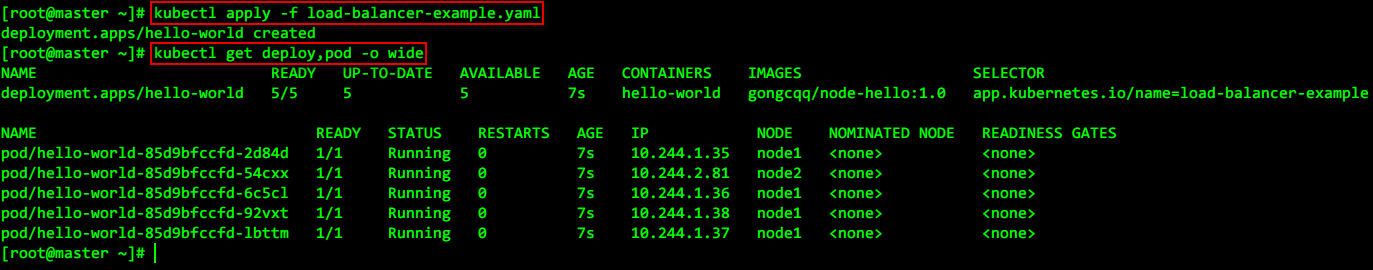 [root@master ~]# kubectl apply -f load-balancer-example.yaml
deployment.apps/hello-world created
[root@master ~]# kubectl get deploy,pod -o wide
NAME READY UP-TO-DATE AVAILABLE AGE CONTAINERS IMAGES SELECTOR
deployment.apps/hello-world 5/5 5 5 7s hello-world gongcqq/node-hello:1.0 app.kubernetes.io/name=load-balancer-example
NAME READY STATUS RESTARTS AGE IP NODE NOMINATED NODE READINESS GATES
pod/hello-world-85d9bfccfd-2d84d 1/1 Running 0 7s 10.244.1.35 node1 <none> <none>
pod/hello-world-85d9bfccfd-54cxx 1/1 Running 0 7s 10.244.2.81 node2 <none> <none>
pod/hello-world-85d9bfccfd-6c5cl 1/1 Running 0 7s 10.244.1.36 node1 <none> <none>
pod/hello-world-85d9bfccfd-92vxt 1/1 Running 0 7s 10.244.1.38 node1 <none> <none>
pod/hello-world-85d9bfccfd-lbttm 1/1 Running 0 7s 10.244.1.37 node1 <none> <none>
[root@master ~]#